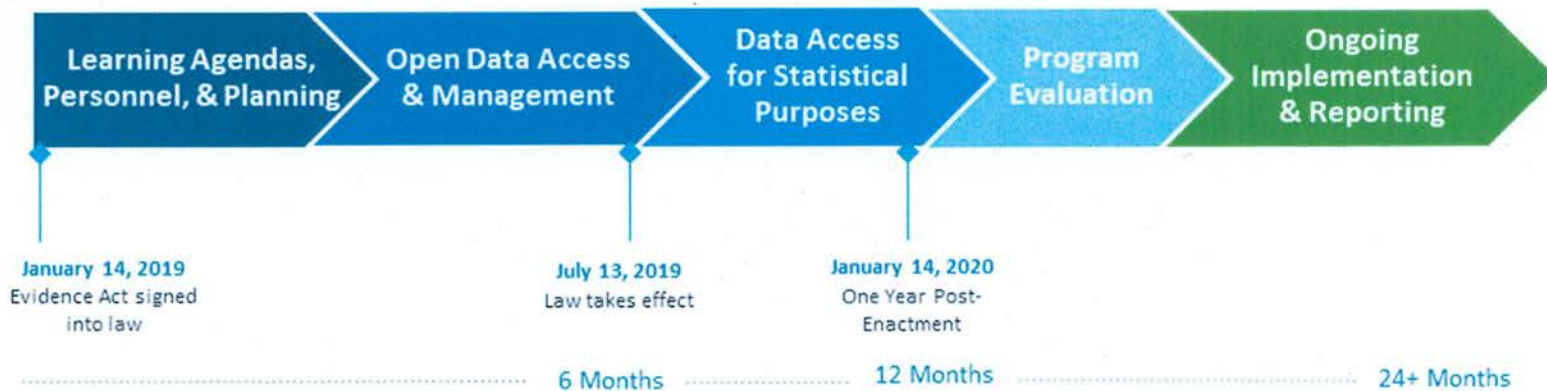 Learning Agendas,
Personnel, & Planning
Open Data Access
& Management
Data Access
for Statistical
Purposes
Program
Evaluation
Ongoing
Implementation
& Reporting
January 14, 2019
Evidence Act signed
into law
July 13, 2019
Law takes effect
January 14, 2020
One Year Post-
Enactment
6 Months
12 Months
24+ Months